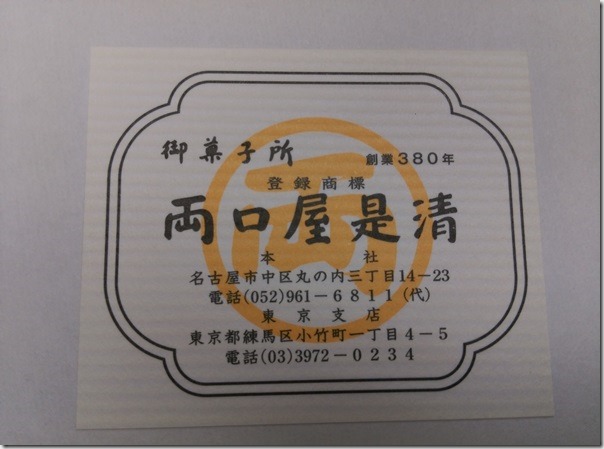 御菓子所 創業380年
登録商標
両口屋是清
本社
名古屋市中区丸の内三丁目14-23
電話(052)961-6811(代)
東京支店
東京都練馬区小竹町一丁目4-5
電話(03)3972-0234